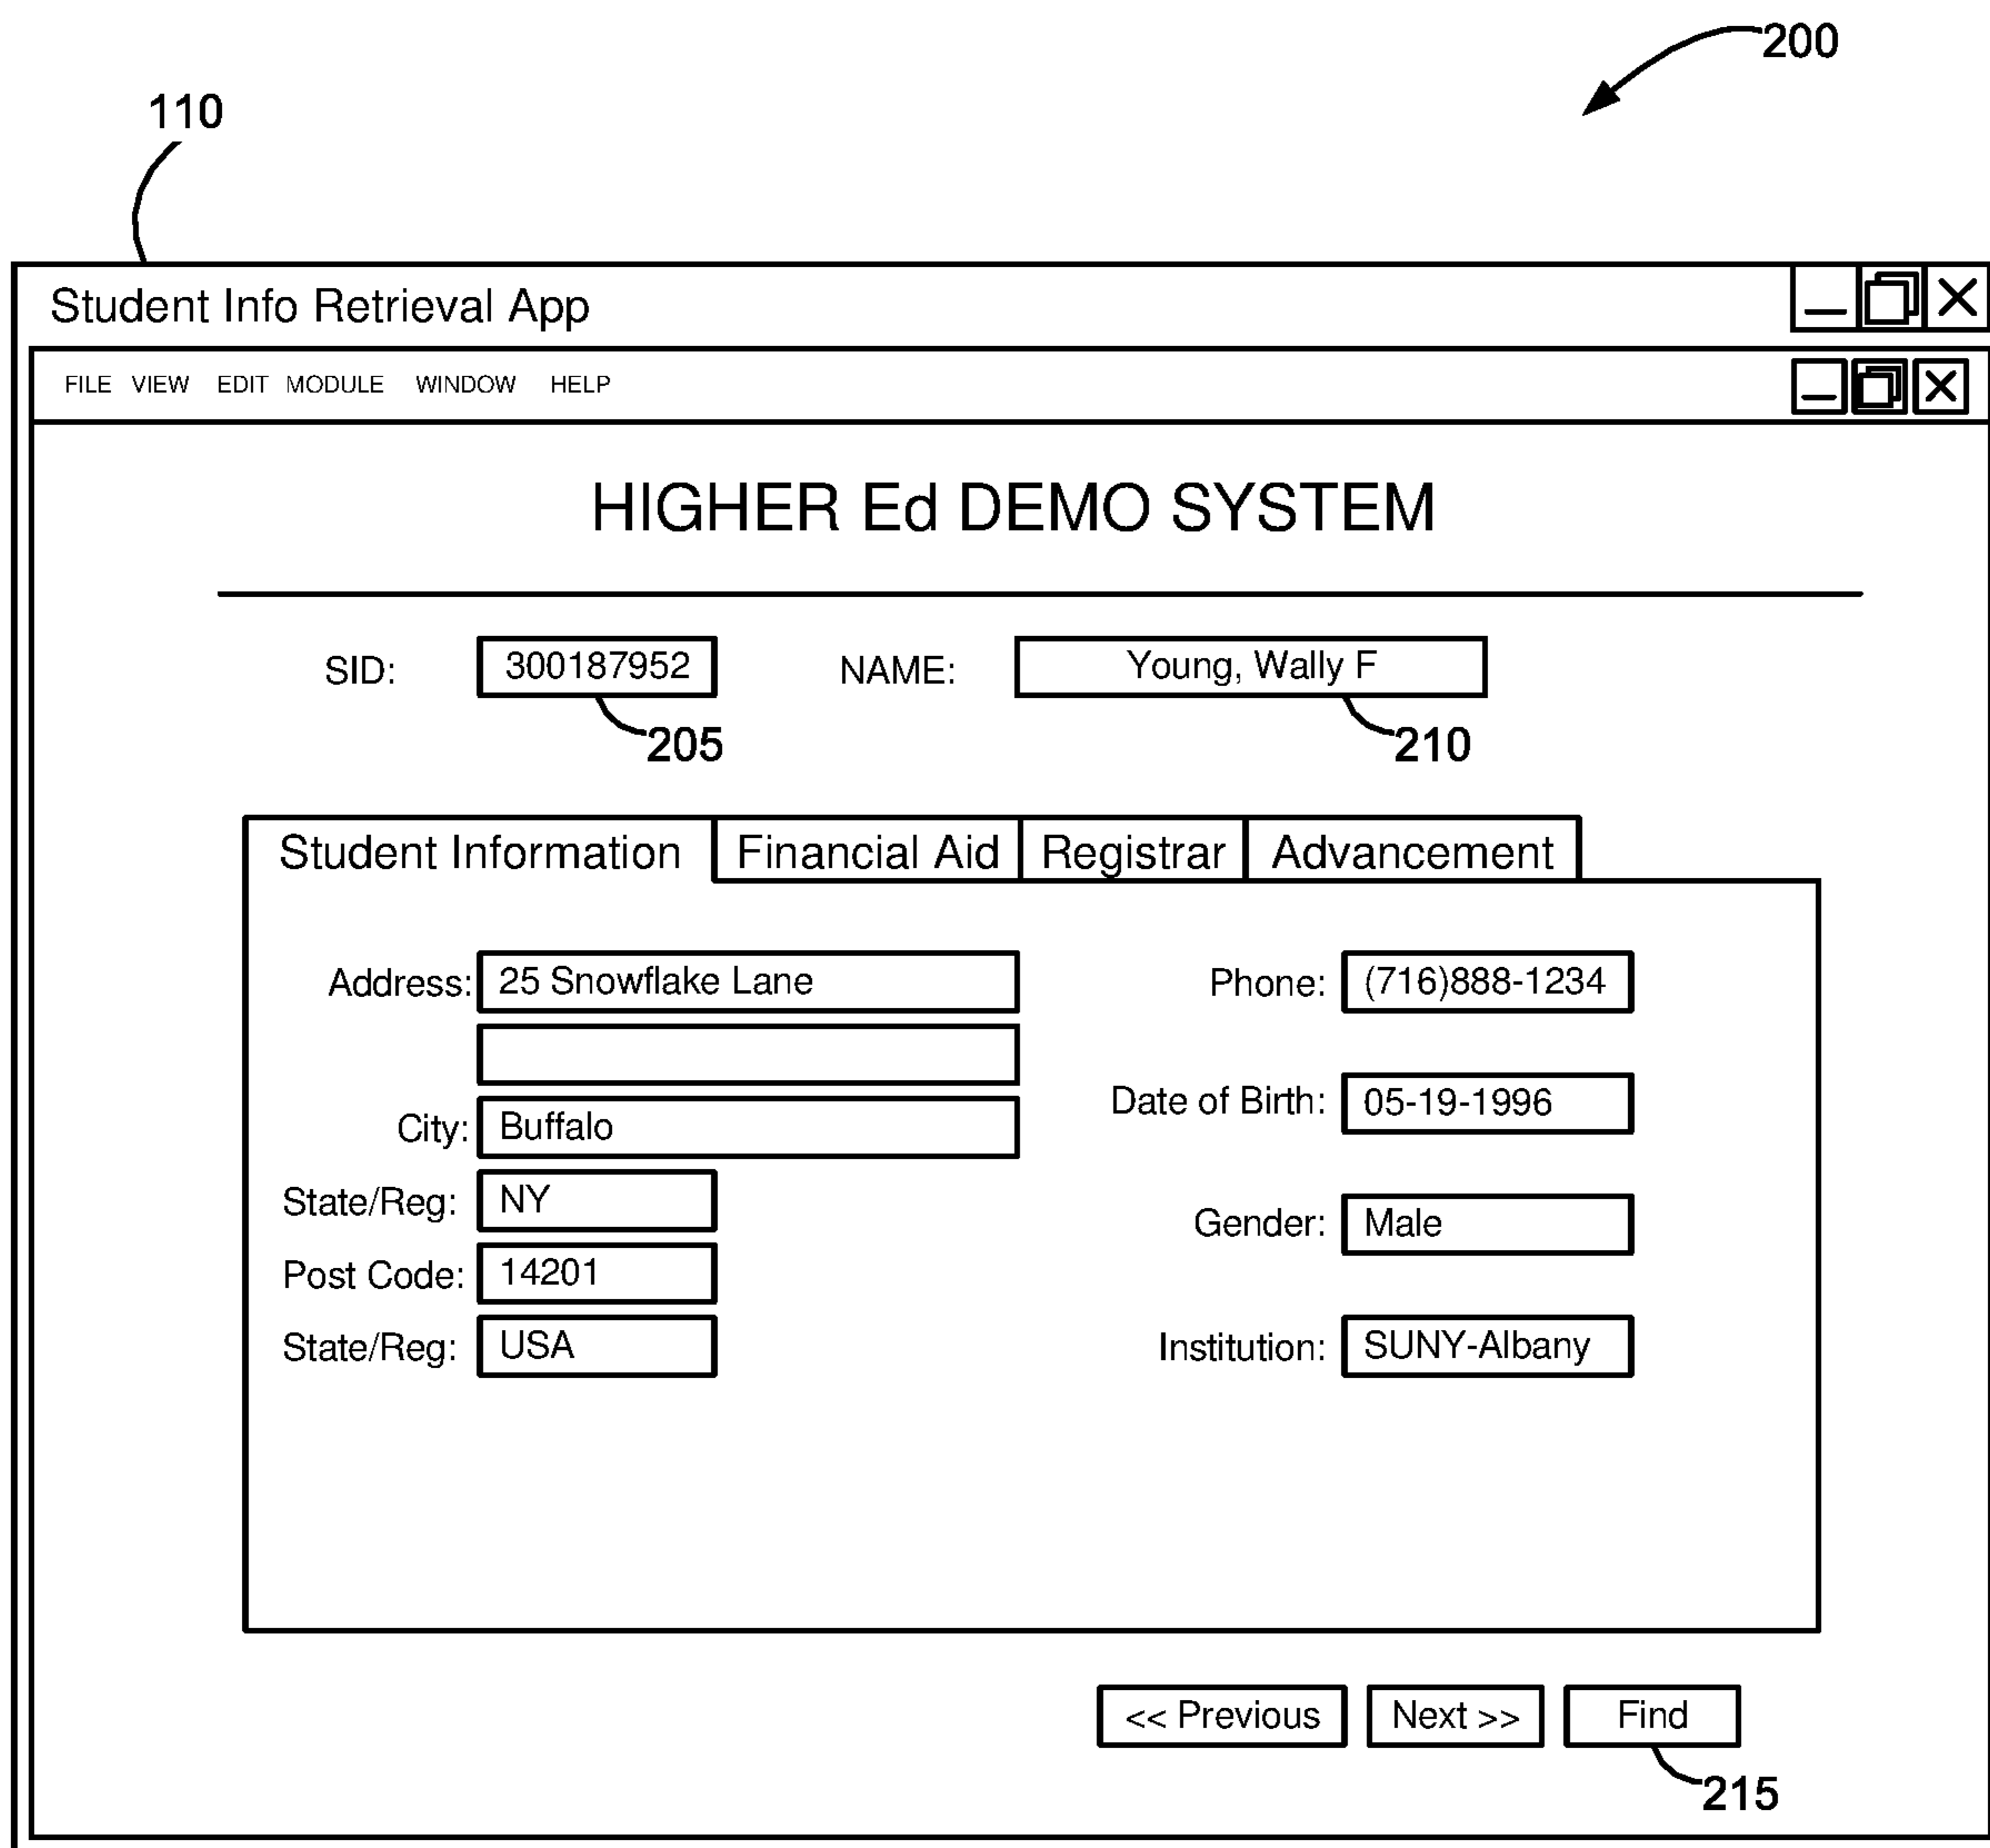 200
110
Student Info Retrieval App
FILE VIEW EDIT MODULE WINDOW HELP
HIGHER Ed DEMO SYSTEM
SID: 300187952 NAME: Young, Wally F
205 210
Student Information Financial Aid Registrar Advancement
Address: 25 Snowflake Lane Phone: (716)888-1234
Date of Birth: 05-19-1996
City: Buffalo
State/Reg: NY Gender: Male
Post Code: 14201
State/Reg: USA Institution: SUNY-Albany
<< Previous Next >> Find
215